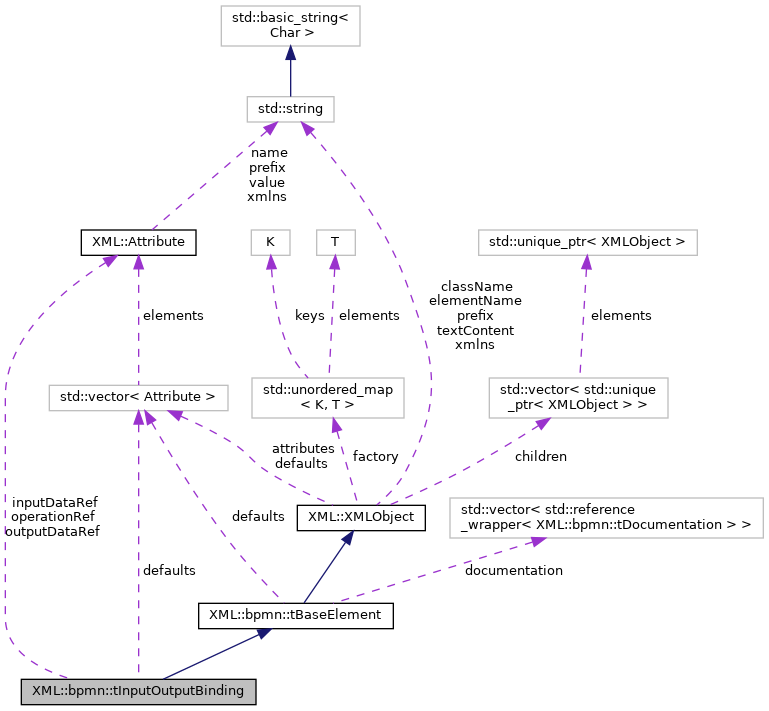 std::basic_string<
Char >
std::string
name
prefix
value
xmlns
XML::Attribute
K
T
std::unique_ptr< XMLObject >
className
elementName
prefix
textContent
xmlns
elements
keys
elements
elements
std::vector< Attribute >
std::unordered_map
< K, T >
std::vector< std::unique
_ptr< XMLObject > >
attributes
defaults
factory
children
inputDataRef
operationRef
outputDataRef
defaults
XML::XMLObject
std::vector< std::reference
_wrapper< XML::bpmn::tDocumentation > >
defaults
documentation
XML::bpmn::tBaseElement
XML::bpmn::tInputOutputBinding